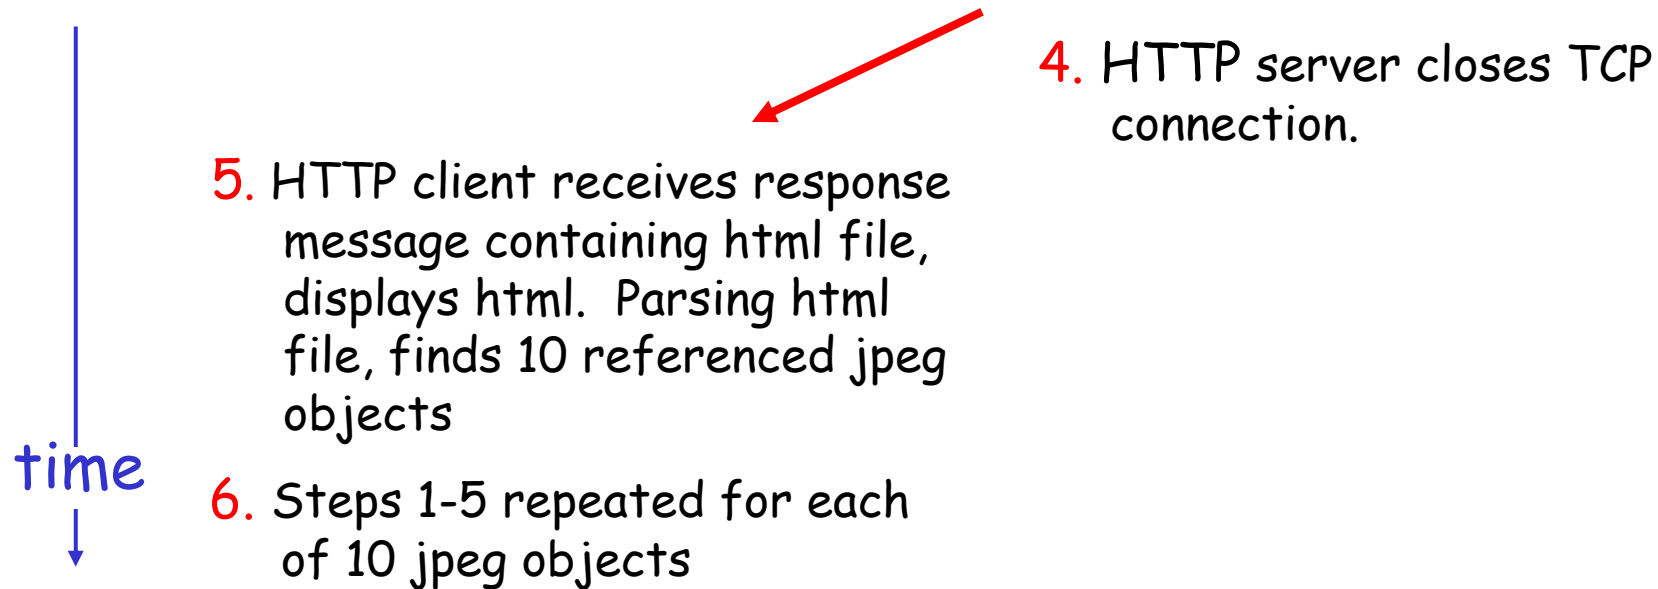 4. HTTP server closes TCP
connection.
5. HTTP client receives response
message containing html file,
displays html.  Parsing html
file, finds 10 referenced jpeg
objects
time
6. Steps 1-5 repeated for each
of 10 jpeg objects